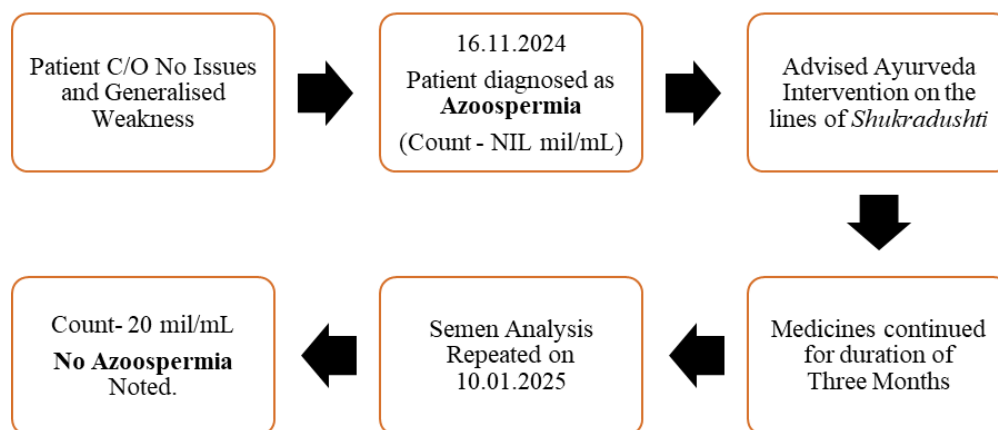 Patient C/O No Issues
and Generalised
Weakness
16.11.2024
Patient diagnosed as
Azoospermia
(Count - NIL mil/mL)
Advised Ayurveda
Intervention on the
lines of Shukradushti
Medicines continued
for duration of
Three Months
Semen Analysis
Repeated on
10.01.2025
Count- 20 mil/mL
No Azoospermia
Noted.